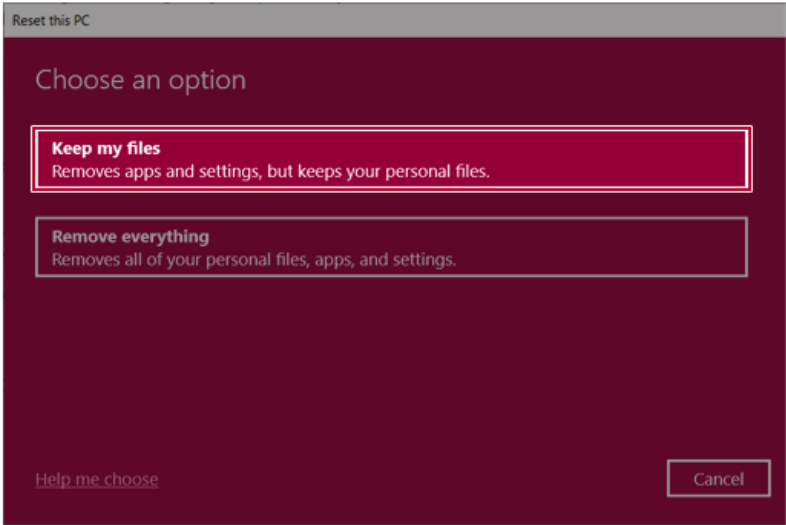 Reset this PC
Choose an option
Keep my files
Removes apps and settings, but keeps your personal files.
Remove everything
Removes all of your personal files, apps, and settings.
Help me choose
Cancel